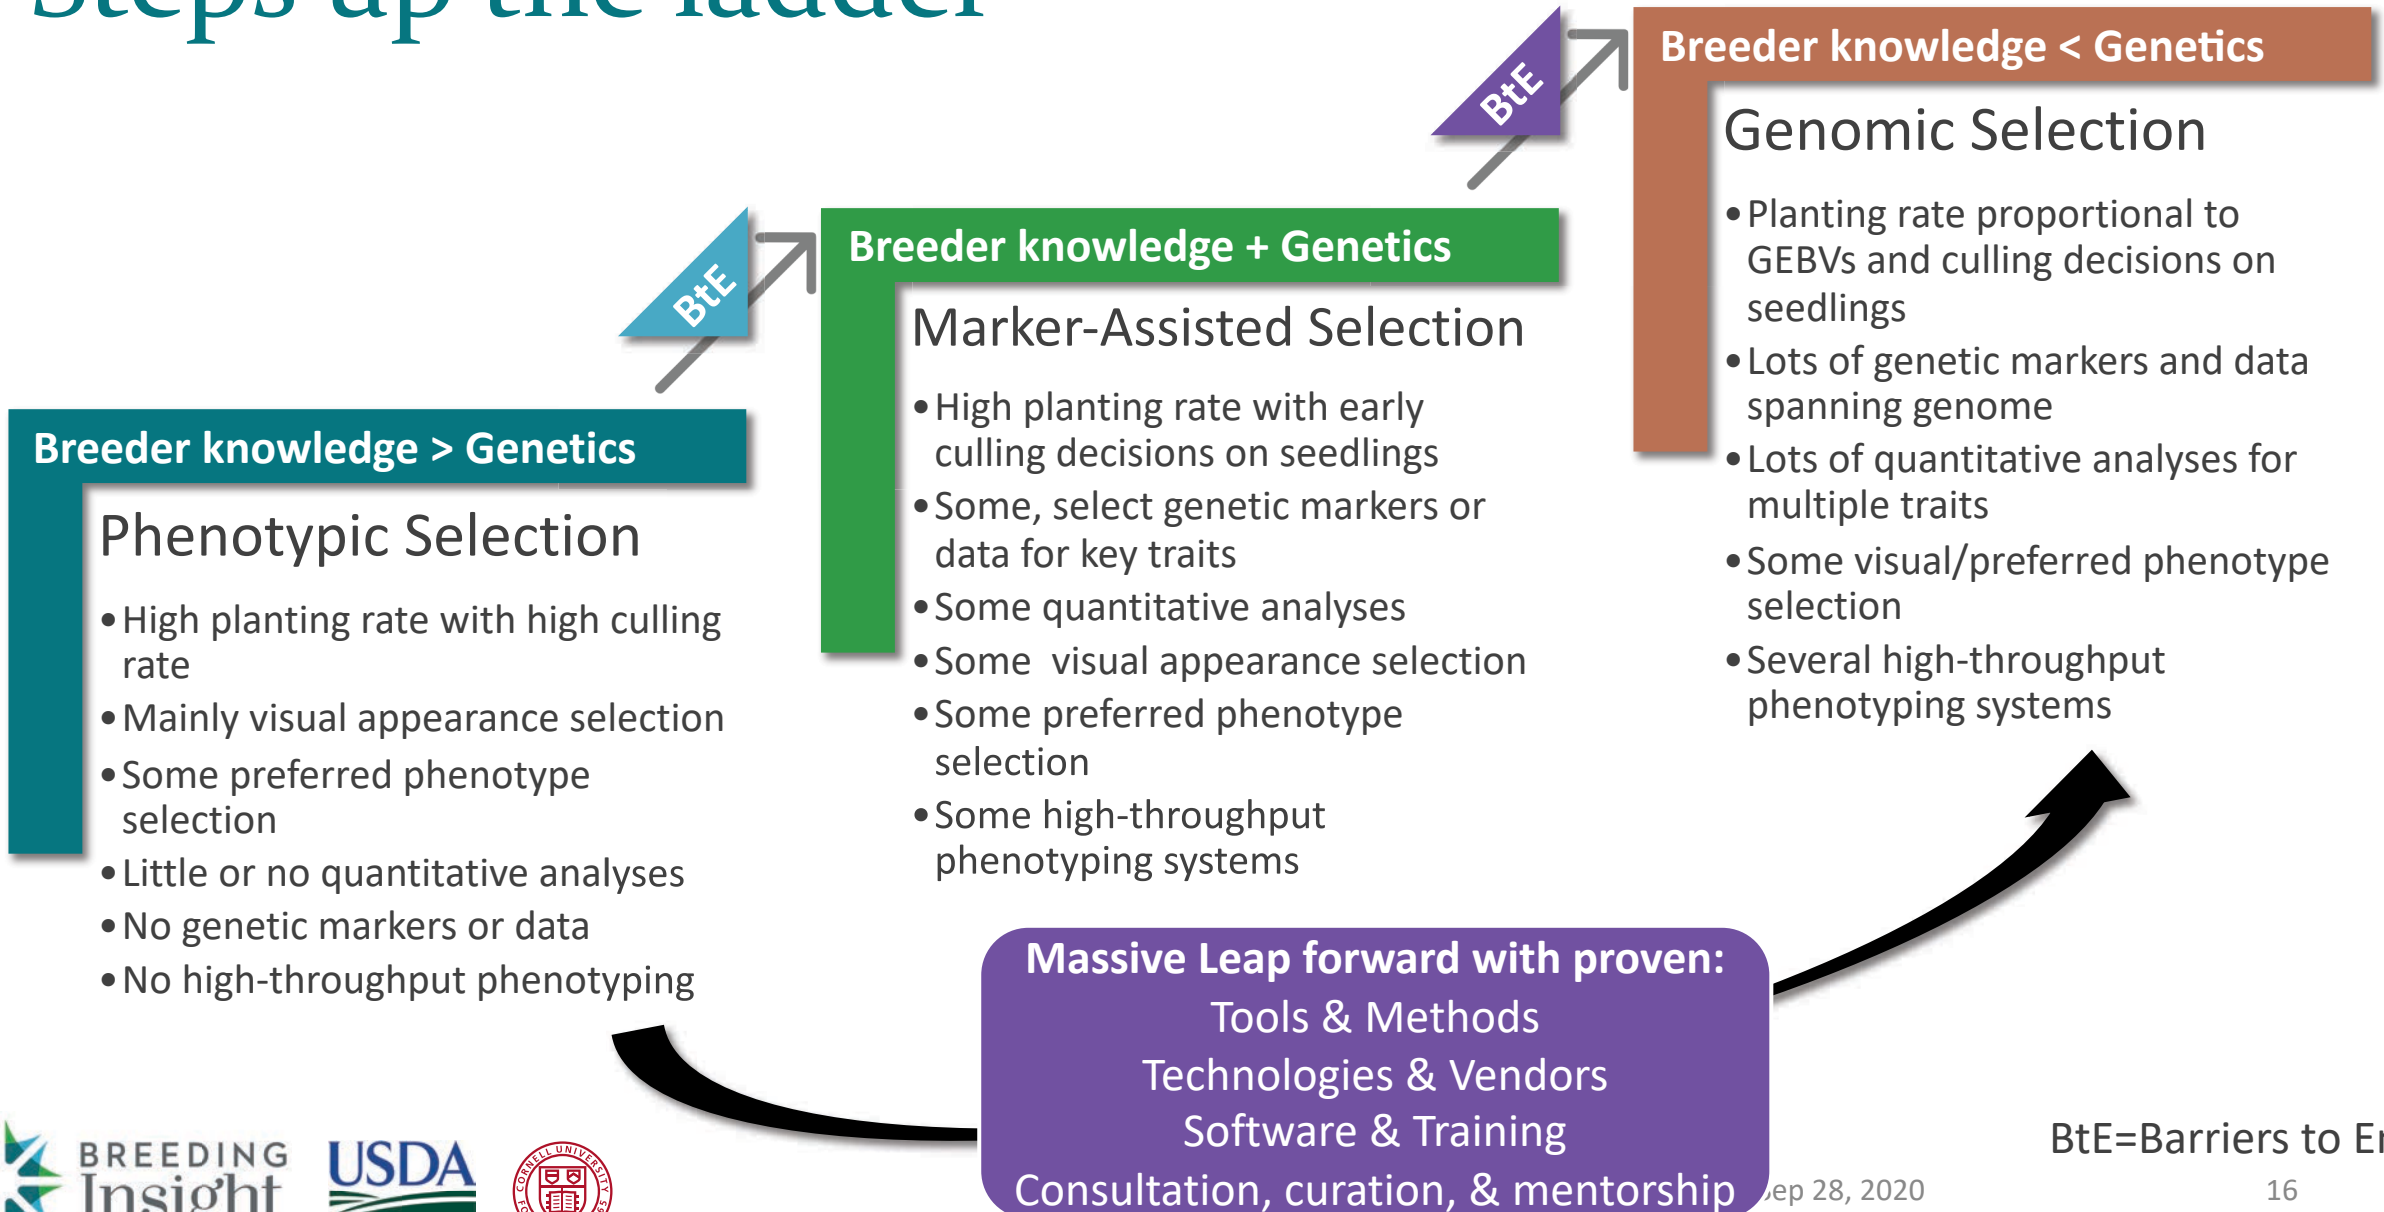 Steps up the ladder
BtE
Breeder knowledge < Genetics
Genomic Selection
•Planting rate proportional to
GEBVs and culling decisions on
seedlings
•Lots of genetic markers and data
spanning genome
•Lots of quantitative analyses for
multiple traits
•Some visual/preferred phenotype
selection
•Several high-throughput
phenotyping systems
BtE
Breeder knowledge + Genetics
Marker-Assisted Selection
•High planting rate with early
culling decisions on seedlings
•Some, select genetic markers or
data for key traits
•Some quantitative analyses
•Some  visual appearance selection
•Some preferred phenotype
selection
•Some high-throughput
phenotyping systems
Breeder knowledge > Genetics
Phenotypic Selection
•High planting rate with high culling
rate
•Mainly visual appearance selection
•Some preferred phenotype
selection
•Little or no quantitative analyses
•No genetic markers or data
•No high-throughput phenotyping
Massive Leap forward with proven:
Tools & Methods
Technologies & Vendors
Software & Training
Consultation, curation, & mentorship
BREEDING
Insight
USDA
CORNELL UNIVERSITY
BtE=Barriers to
28, 2020
16